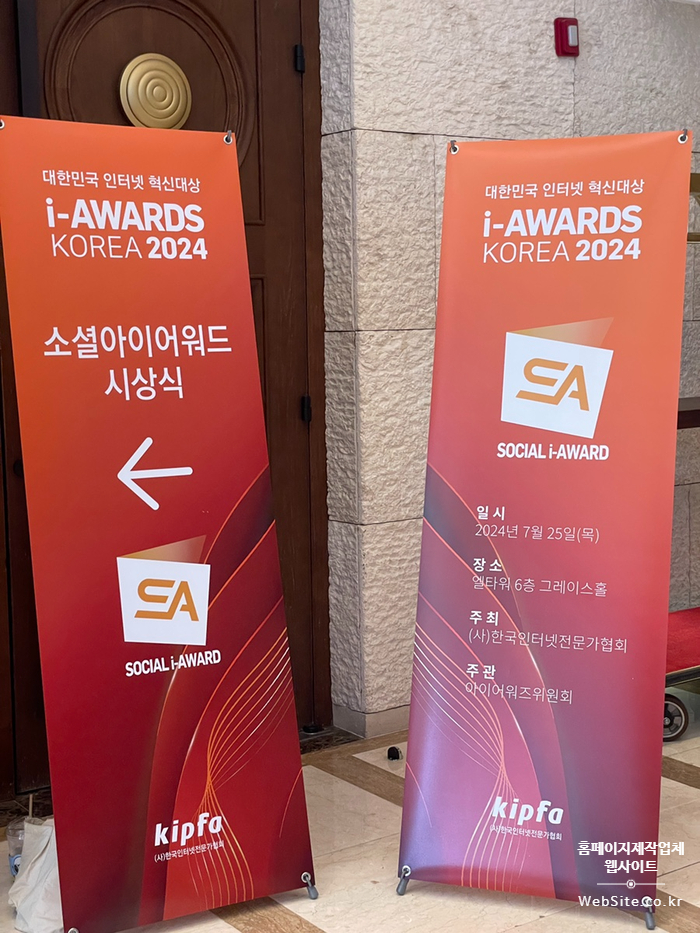 대한민국 인터넷 혁신대상
i-AWARDS
KOREA 2024
소셜아이어워드
시상식
SA
SOCIAL i-AWARD
kipfa
(사)한국인터넷전문가협회
대한민국 인터넷 혁신대상
i-AWARDS
KOREA 2024
SA
SOCIAL i-AWARD
일 시
2024년 7월 25일(목)
장 소
엘타워 6층 그레이스홀
주 최
(사)한국인터넷전문가협회
주 관
아이어워즈위원회
kipfa
(사)한국인터넷전문가협회
홈페이지제작업체
웹사이트
WebSite.co.kr